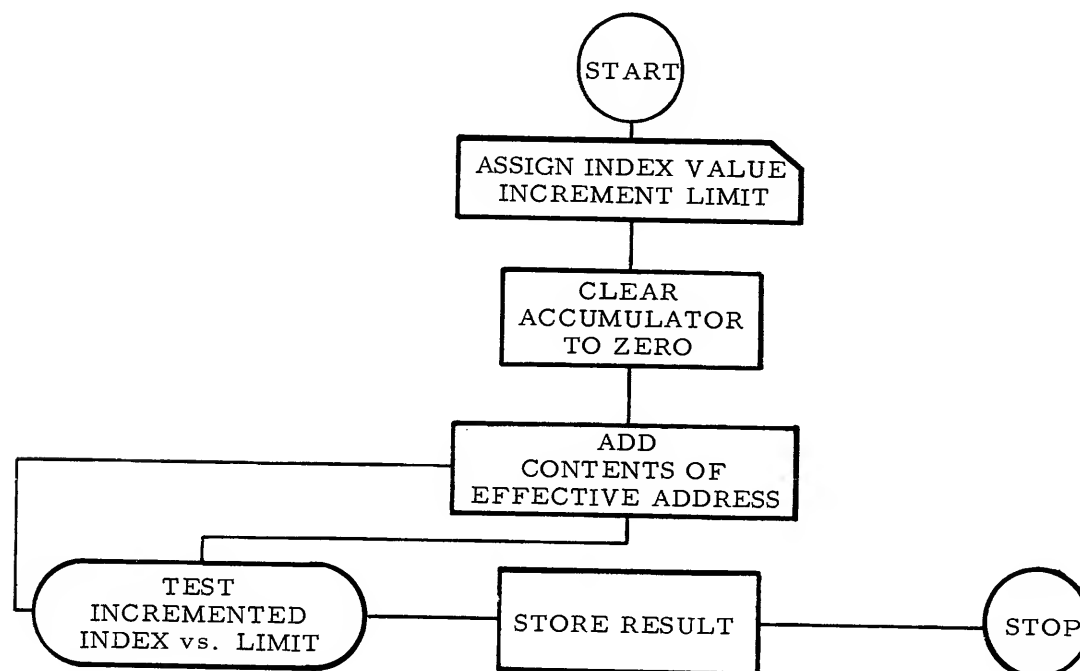 START
ASSIGN INDEX VALUE
INCREMENT LIMIT
CLEAR
ACCUMULATOR
TO ZERO
ADD
CONTENTS OF
EFFECTIVE ADDRESS
TEST
INCREMENTED
INDEX vs. LIMIT
STORE RESULT
STOP